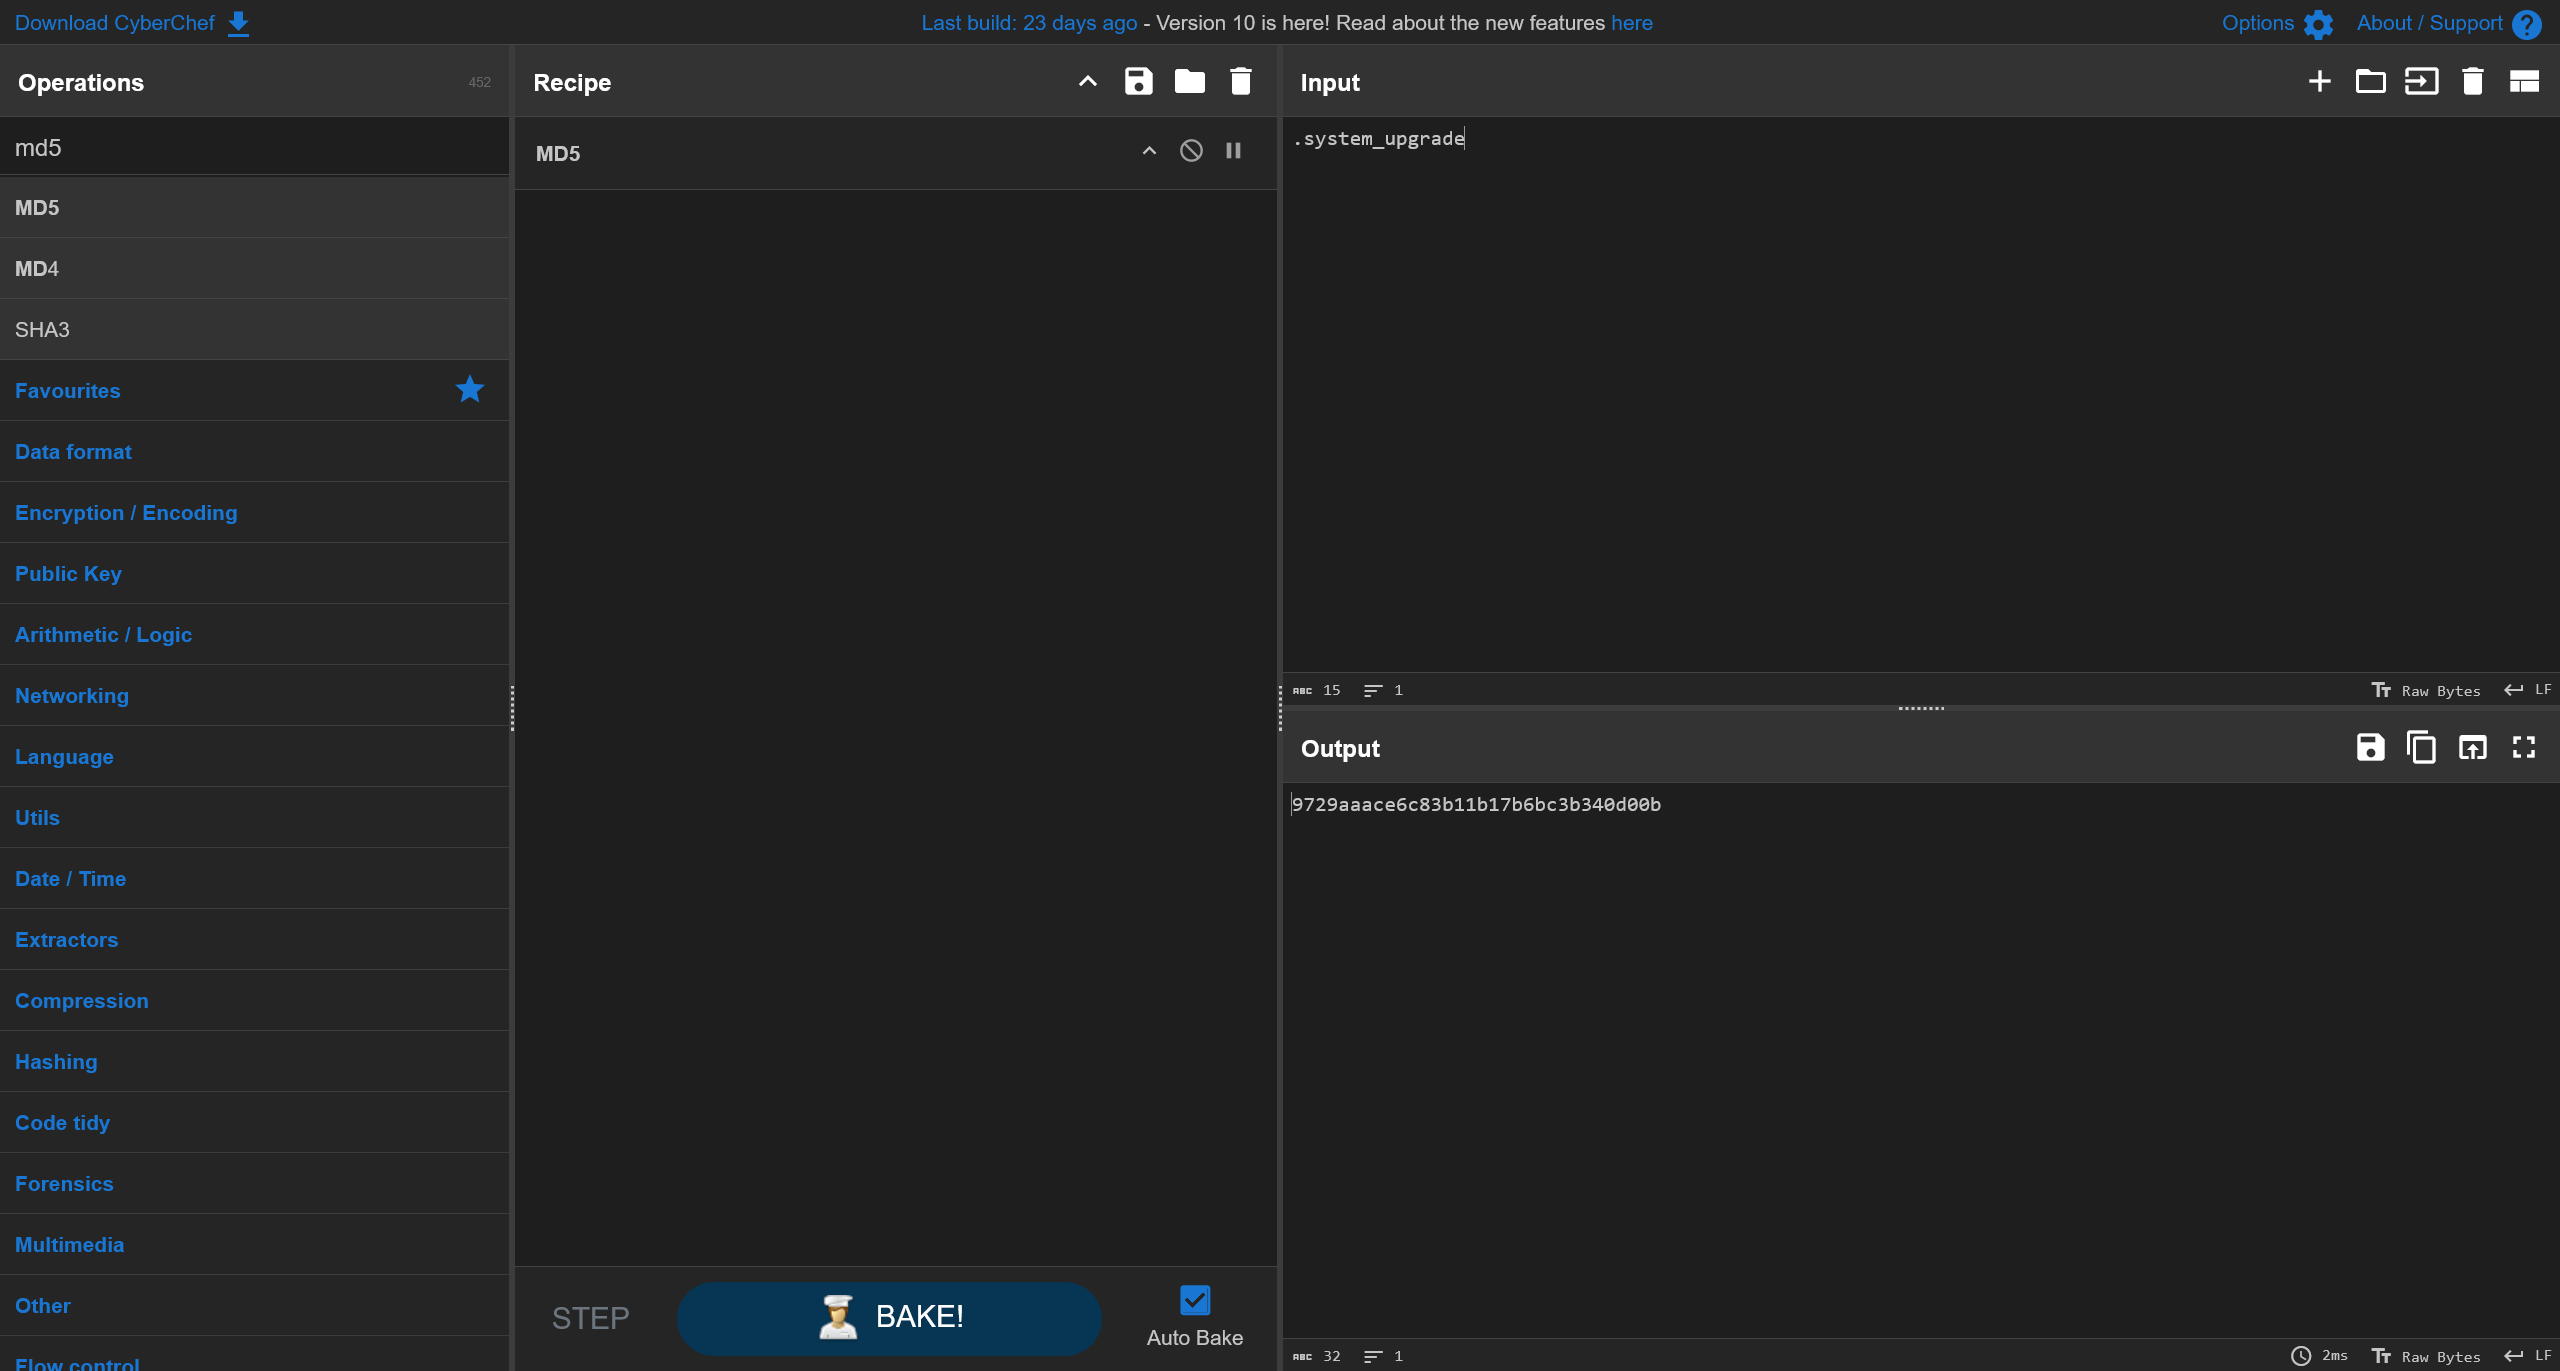 Download CyberChef
Last build: 23 days ago - Version 10 is here! Read about the new features here
Options
About / Support
Operations
452
md5
MD5
MD4
SHA3
Favourites
Data format
Encryption / Encoding
Public Key
Arithmetic / Logic
Networking
Language
Utils
Date / Time
Extractors
Compression
Hashing
Code tidy
Forensics
Multimedia
Other
Flow control
Recipe
MD5
STEP
BAKE!
Auto Bake
Input
.system_upgrade
ABC 15
1
Raw Bytes
LF
Output
9729aaace6c83b11b17b6bc3b340d00b
ABC 32
1
2ms
Raw Bytes
LF